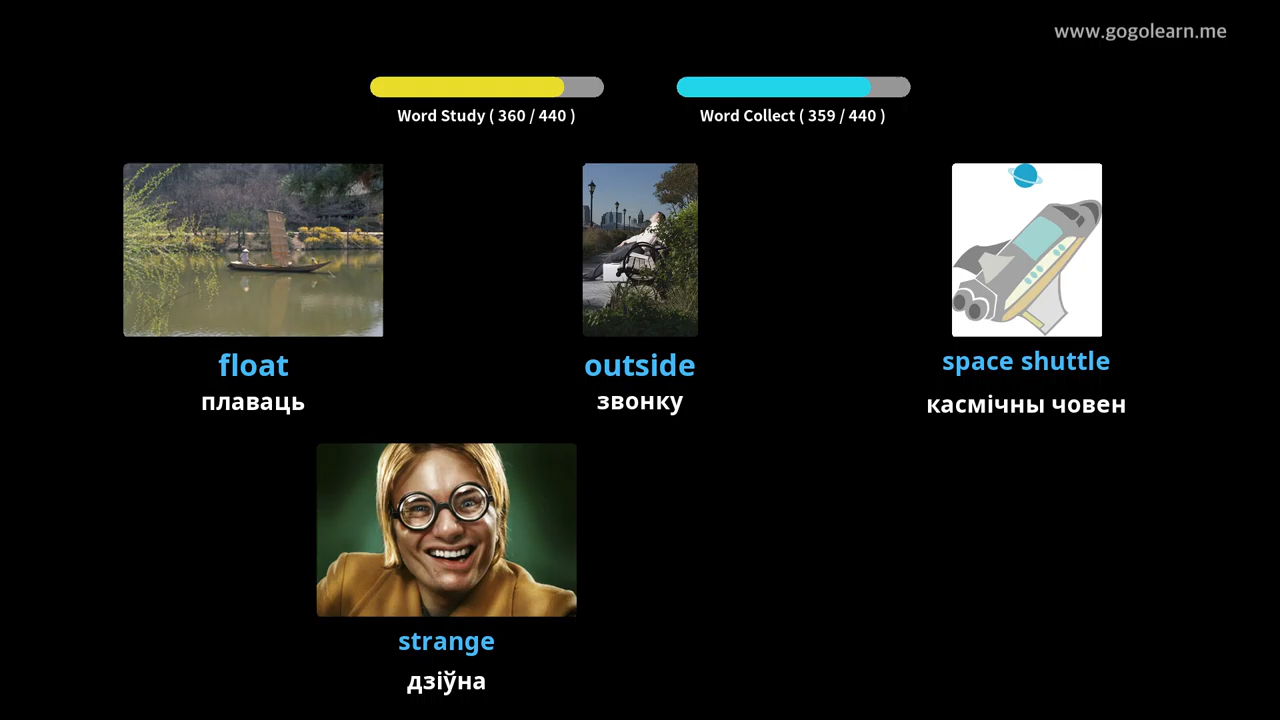 www.gogolearn.me
Word Study ( 360 / 440 )
Word Collect ( 359 / 440 )
float
плаваць
outside
звонку
space shuttle
касмічны човен
strange
дзіўна